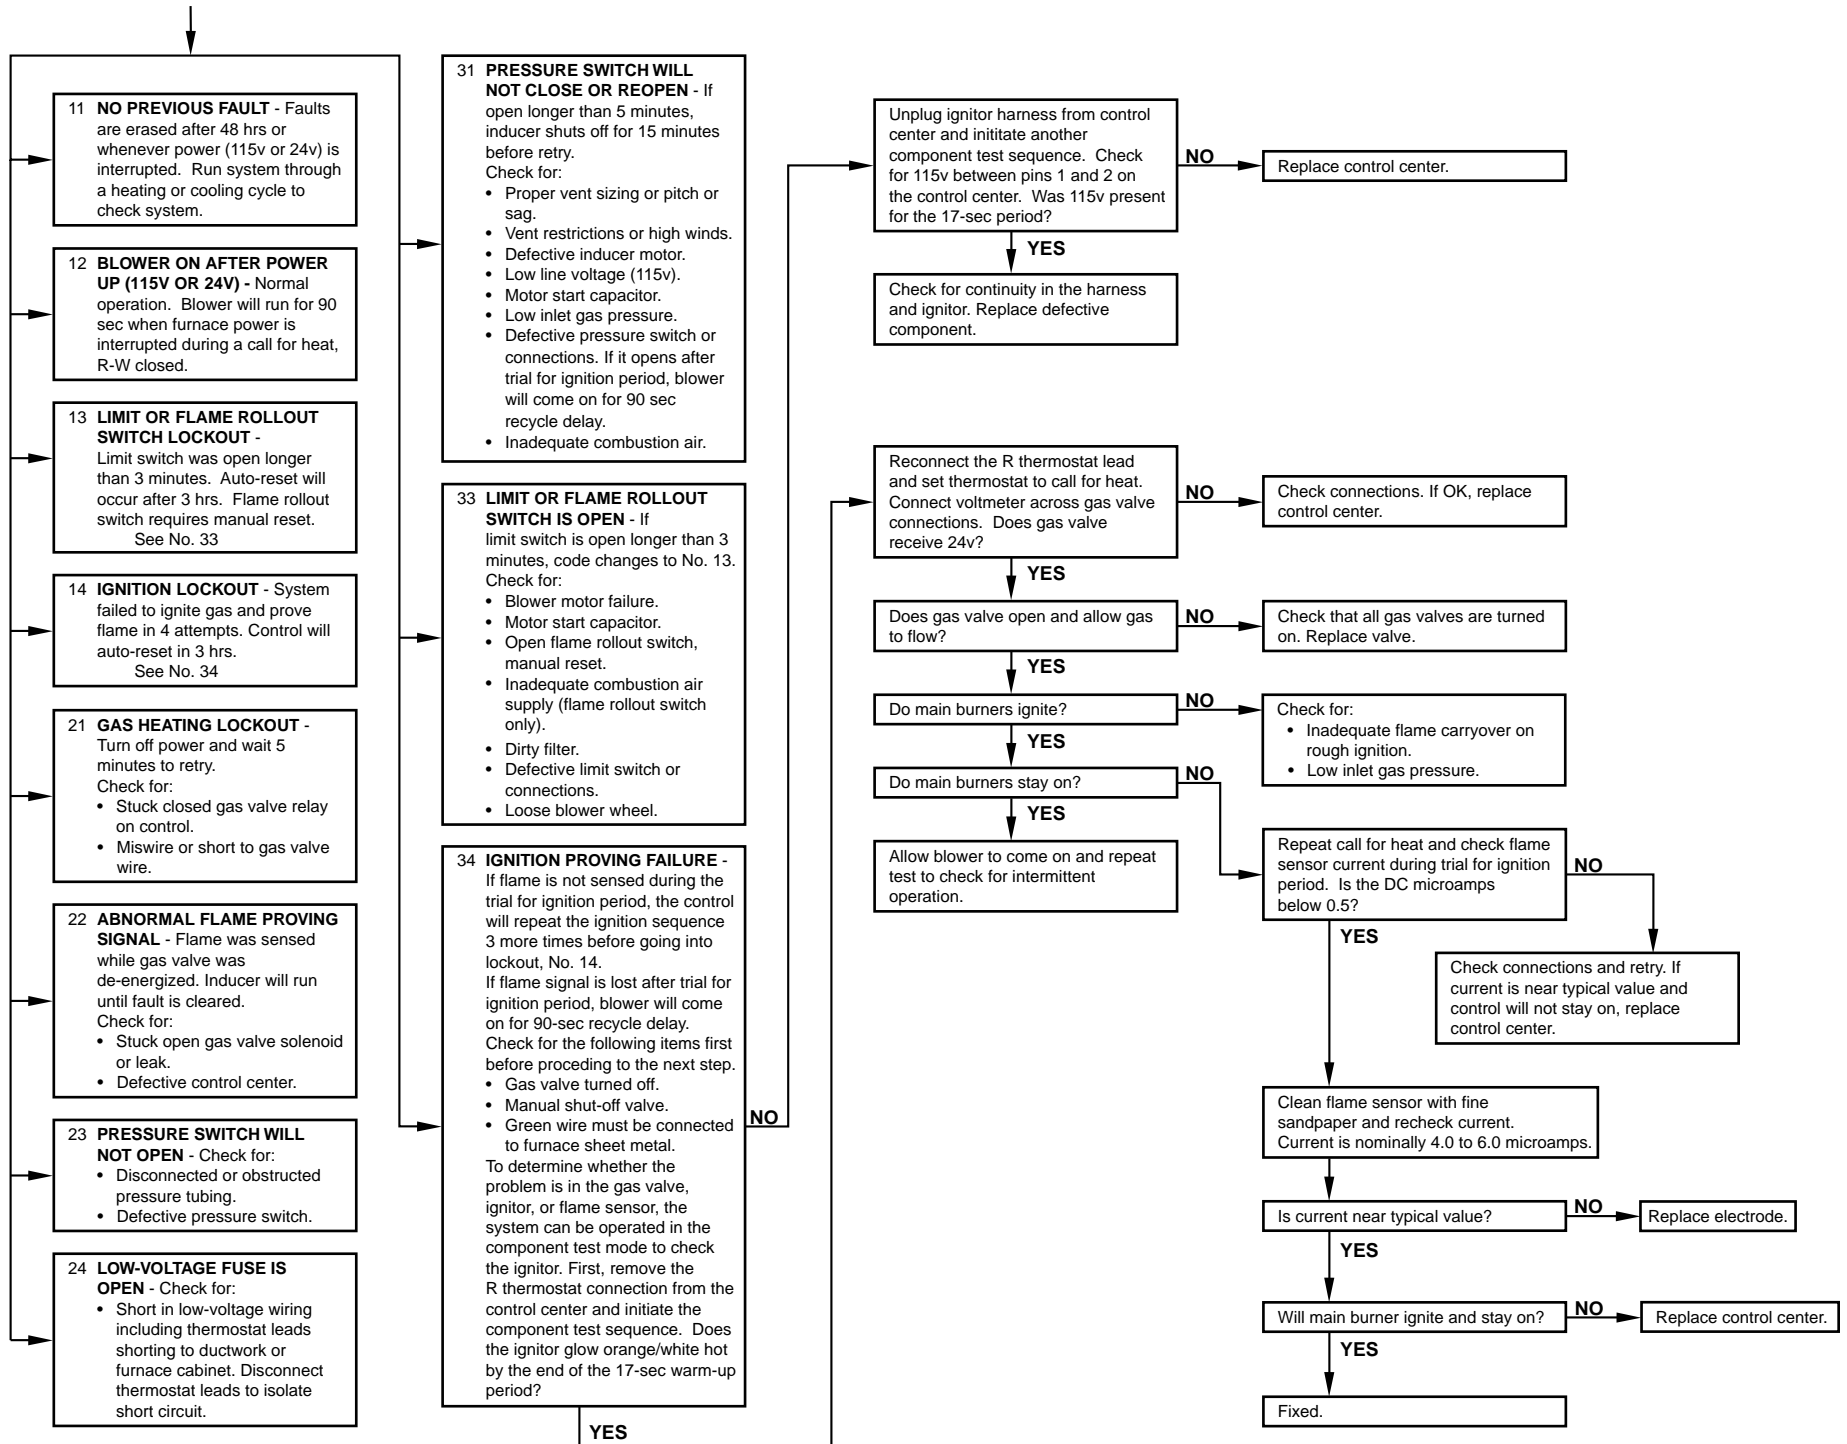 11 NO PREVIOUS FAULT - Faults
are erased after 48 hrs or
whenever power (115v or 24v) is
interrupted. Run system through
a heating or cooling cycle to
check system.
12 BLOWER ON AFTER POWER
UP (115V OR 24V) - Normal
operation. Blower will run for 90
sec when furnace power is
interrupted during a call for heat,
R-W closed.
13 LIMIT OR FLAME ROLLOUT
SWITCH LOCKOUT -
Limit switch was open longer
than 3 minutes. Auto-reset will
occur after 3 hrs. Flame rollout
switch requires manual reset.
See No. 33
14 IGNITION LOCKOUT - System
failed to ignite gas and prove
flame in 4 attempts. Control will
auto-reset in 3 hrs.
See No. 34
21 GAS HEATING LOCKOUT -
Turn off power and wait 5
minutes to retry.
Check for:
• Stuck closed gas valve relay
on control.
• Miswire or short to gas valve
wire.
22 ABNORMAL FLAME PROVING
SIGNAL - Flame was sensed
while gas valve was
de-energized. Inducer will run
until fault is cleared.
Check for:
• Stuck open gas valve solenoid
or leak.
• Defective control center.
23 PRESSURE SWITCH WILL
NOT OPEN - Check for:
• Disconnected or obstructed
pressure tubing.
• Defective pressure switch.
24 LOW-VOLTAGE FUSE IS
OPEN - Check for:
• Short in low-voltage wiring
including thermostat leads
shorting to ductwork or
furnace cabinet. Disconnect
thermostat leads to isolate
short circuit.
31 PRESSURE SWITCH WILL
NOT CLOSE OR REOPEN - If
open longer than 5 minutes,
inducer shuts off for 15 minutes
before retry.
Check for:
• Proper vent sizing or pitch or
sag.
• Vent restrictions or high winds.
• Defective inducer motor.
• Low line voltage (115v).
• Motor start capacitor.
• Low inlet gas pressure.
• Defective pressure switch or
connections. If it opens after
trial for ignition period, blower
will come on for 90 sec
recycle delay.
• Inadequate combustion air.
33 LIMIT OR FLAME ROLLOUT
SWITCH IS OPEN - If
limit switch is open longer than 3
minutes, code changes to No. 13.
Check for:
• Blower motor failure.
• Motor start capacitor.
• Open flame rollout switch,
manual reset.
• Inadequate combustion air
supply (flame rollout switch
only).
• Dirty filter.
• Defective limit switch or
connections.
• Loose blower wheel.
34 IGNITION PROVING FAILURE -
If flame is not sensed during the
trial for ignition period, the control
will repeat the ignition sequence
3 more times before going into
lockout, No. 14.
If flame signal is lost after trial for
ignition period, blower will come
on for 90-sec recycle delay.
Check for the following items first
before proceding to the next step.
• Gas valve turned off.
• Manual shut-off valve.
• Green wire must be connected
to furnace sheet metal.
To determine whether the
problem is in the gas valve,
ignitor, or flame sensor, the
system can be operated in the
component test mode to check
the ignitor. First, remove the
R thermostat connection from the
control center and initiate the
component test sequence. Does
the ignitor glow orange/white hot
by the end of the 17-sec warm-up
period?
NO
YES
Unplug ignitor harness from control
center and inititate another
component test sequence. Check
for 115v between pins 1 and 2 on
the control center. Was 115v present
for the 17-sec period?
NO
Replace control center.
YES
Check for continuity in the harness
and ignitor. Replace defective
component.
Reconnect the R thermostat lead
and set thermostat to call for heat.
Connect voltmeter across gas valve
connections. Does gas valve
receive 24v?
NO
Check connections. If OK, replace
control center.
YES
Does gas valve open and allow gas
to flow?
NO
Check that all gas valves are turned
on. Replace valve.
YES
Do main burners ignite?
NO
Check for:
• Inadequate flame carryover on
rough ignition.
• Low inlet gas pressure.
YES
Do main burners stay on?
NO
YES
Allow blower to come on and repeat
test to check for intermittent
operation.
Repeat call for heat and check flame
sensor current during trial for ignition
period. Is the DC microamps
below 0.5?
NO
YES
Check connections and retry. If
current is near typical value and
control will not stay on, replace
control center.
Clean flame sensor with fine
sandpaper and recheck current.
Current is nominally 4.0 to 6.0 microamps.
Is current near typical value?
NO
Replace electrode.
YES
Will main burner ignite and stay on?
NO
Replace control center.
YES
Fixed.